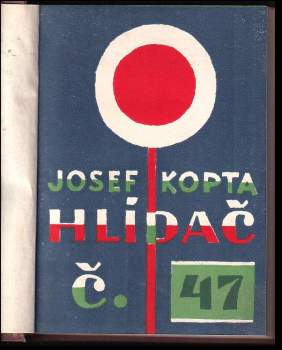 JOSEF KOPTA
HLÍDAČ
č. 47